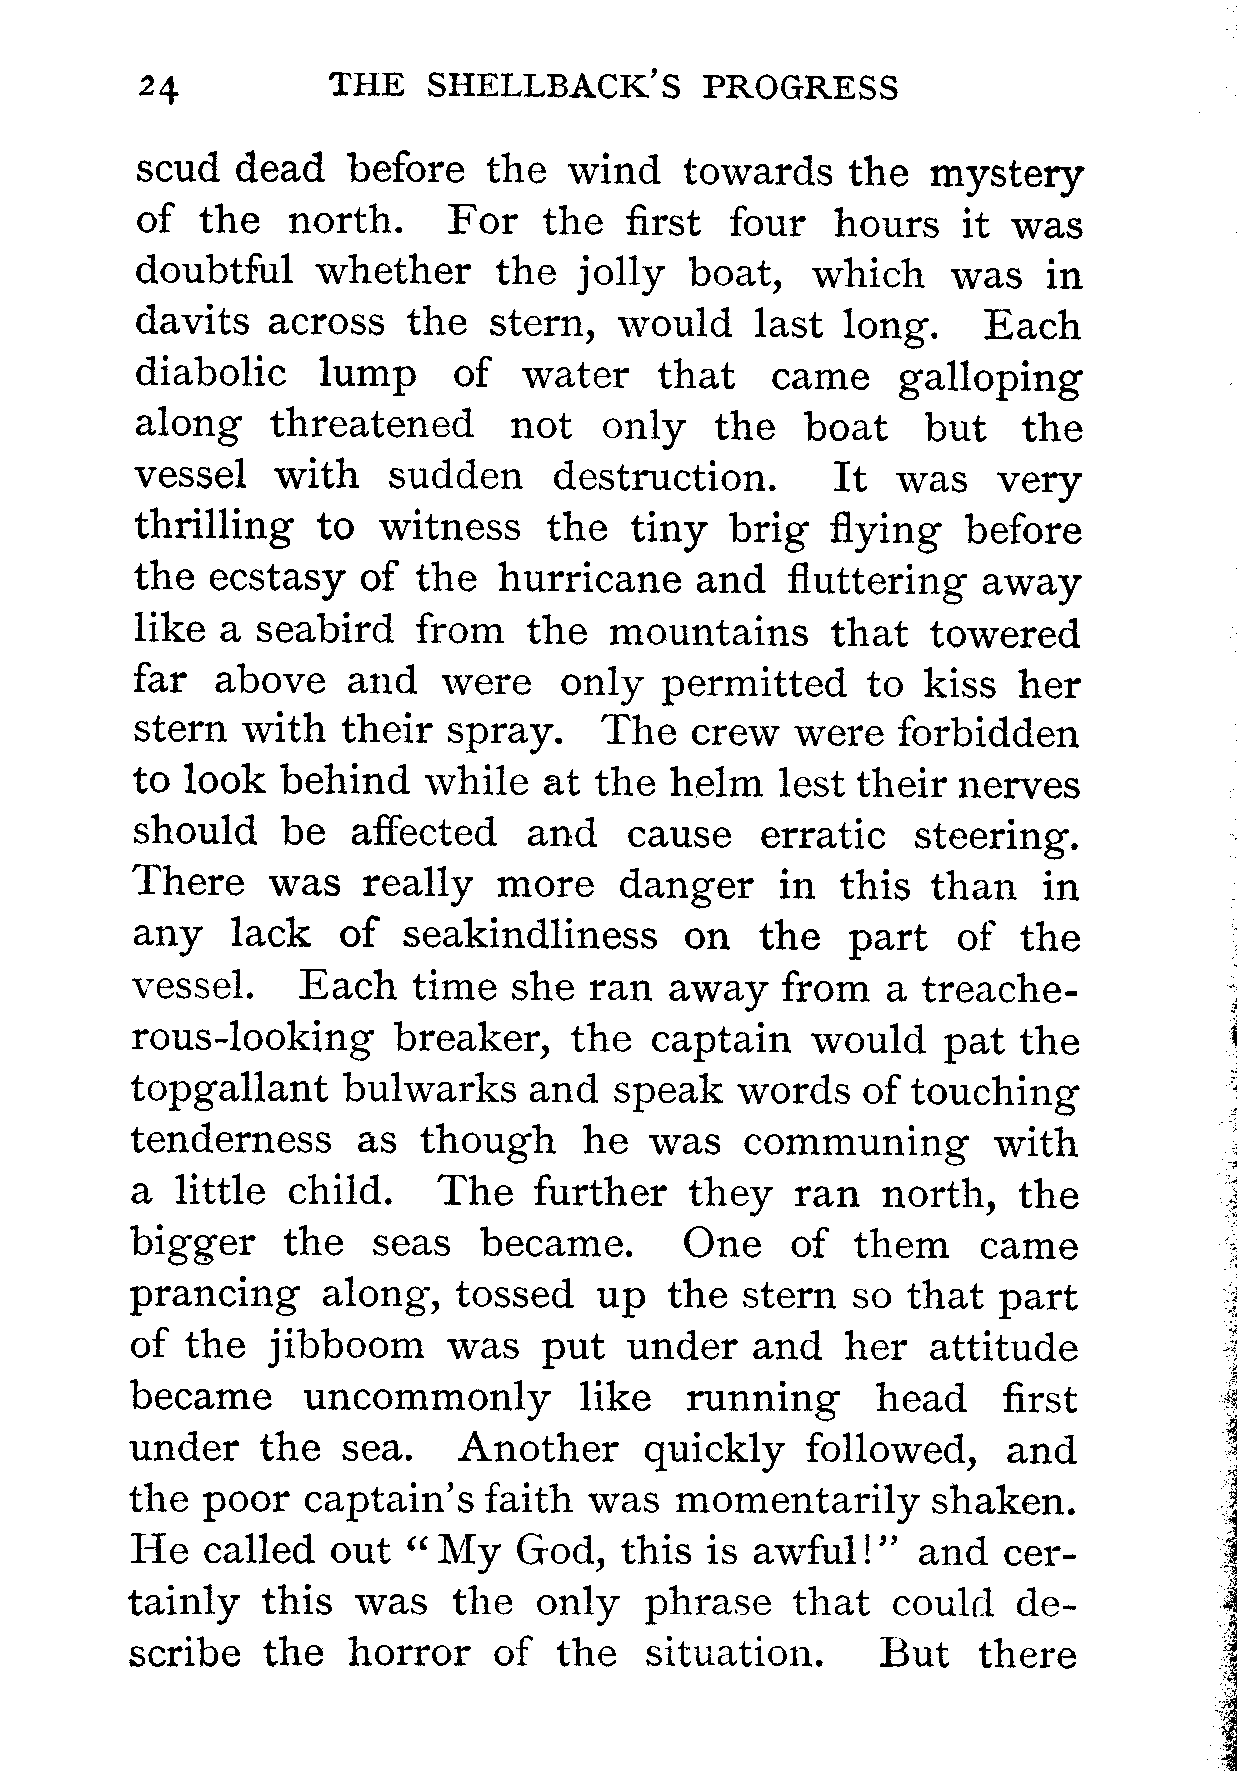 24 THE SHELLBACK'S PROGRESS
scud dead before the wind towards the mystery
of the north. For the first four hours it was
doubtful whether the jolly boat, which was in
davits across the stern, would last long. Each
diabolic lump of water that came galloping
along threatened not only the boat but the
vessel with sudden destruction. It was very
thrilling to witness the tiny brig flying before
the ecstasy of the hurricane and fluttering away
like a seabird from the mountains that towered
far above and were only permitted to kiss her
stern with their spray. The crew were forbidden
to look behind while at the helm lest their nerves
should be affected and cause erratic steering.
There was really more danger in this than in
any lack of seakindliness on the part of the
vessel. Each time she ran away from a treache-
rous-looking breaker, the captain would pat the
topgallant bulwarks and speak words of touching
tenderness as though he was communing with
a little child. The further they ran north, the
bigger the seas became. One of them came
prancing along, tossed up the stern so that part
of the jibboom was put under and her attitude
became uncommonly like running head first
under the sea. Another quickly followed, and
the poor captain's faith was momentarily shaken.
He called out "My God, this is awful!" and cer-
tainly this was the only phrase that could de-
scribe the horror of the situation. But there